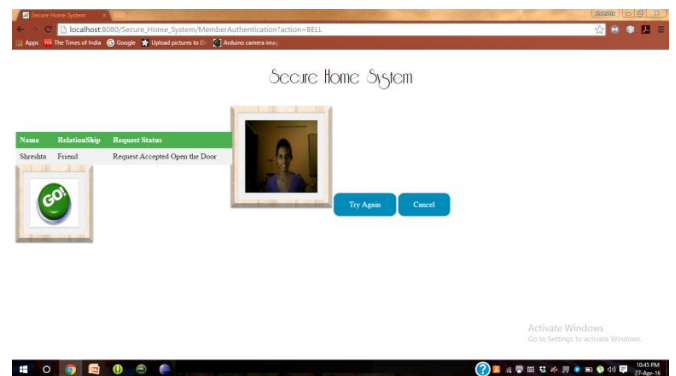 Secure Home System
localhost:8080/Secure_Home_System/MemberAuthentication?action=BELL
Apps The Times of India Google Upload pictures to D Arduino camera imag
Secure Home System
Name RelationShip Request Status
Shreshta Friend Request Accepted Open the Door
GO!
Try Again Cancel
Activate Windows
Go to Settings to activate Windows.
10:45 PM
27-Apr-16